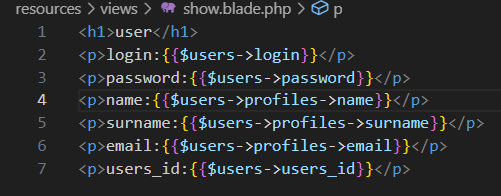 resources > views > show.blade.php > p
1 <h1>user</h1>
2 <p>login:{{$users->login}}</p>
3 <p>password:{{$users->password}}</p>
4 <p>name:{{$users->profiles->name}}</p>
5 <p>surname:{{$users->profiles->surname}}</p>
6 <p>email:{{$users->profiles->email}}</p>
7 <p>users_id:{{$users->users_id}}</p>